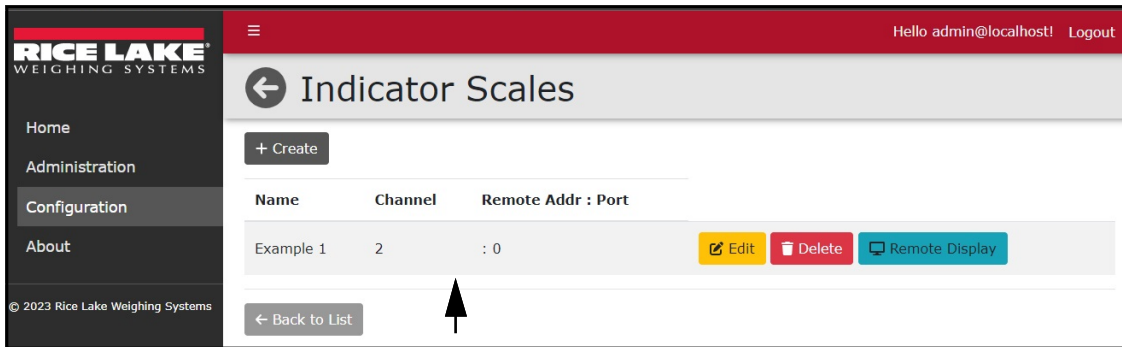 RICE LAKE®
WEIGHING SYSTEMS
Home
Administration
Configuration
About
© 2023 Rice Lake Weighing Systems
Hello admin@localhost! Logout
Indicator Scales
+ Create
Name Channel Remote Addr : Port
Example 1 2 : 0 Edit Delete Remote Display
← Back to List